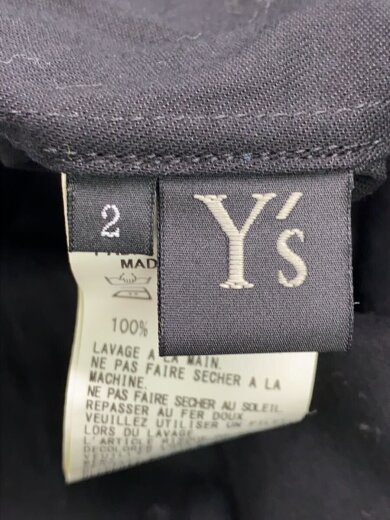 2
Y's
MAD
100%
LAVAGE A LA MAIN.
NE PAS FAIRE SECHER A LA
MACHINE.
NE PAS FAIRE SECHER AU SOLEIL.
REPASSER AU FER DOUX.
VEUILLEZ UTILISER UN
LORS DU LAVAGE
L'ARTICLE